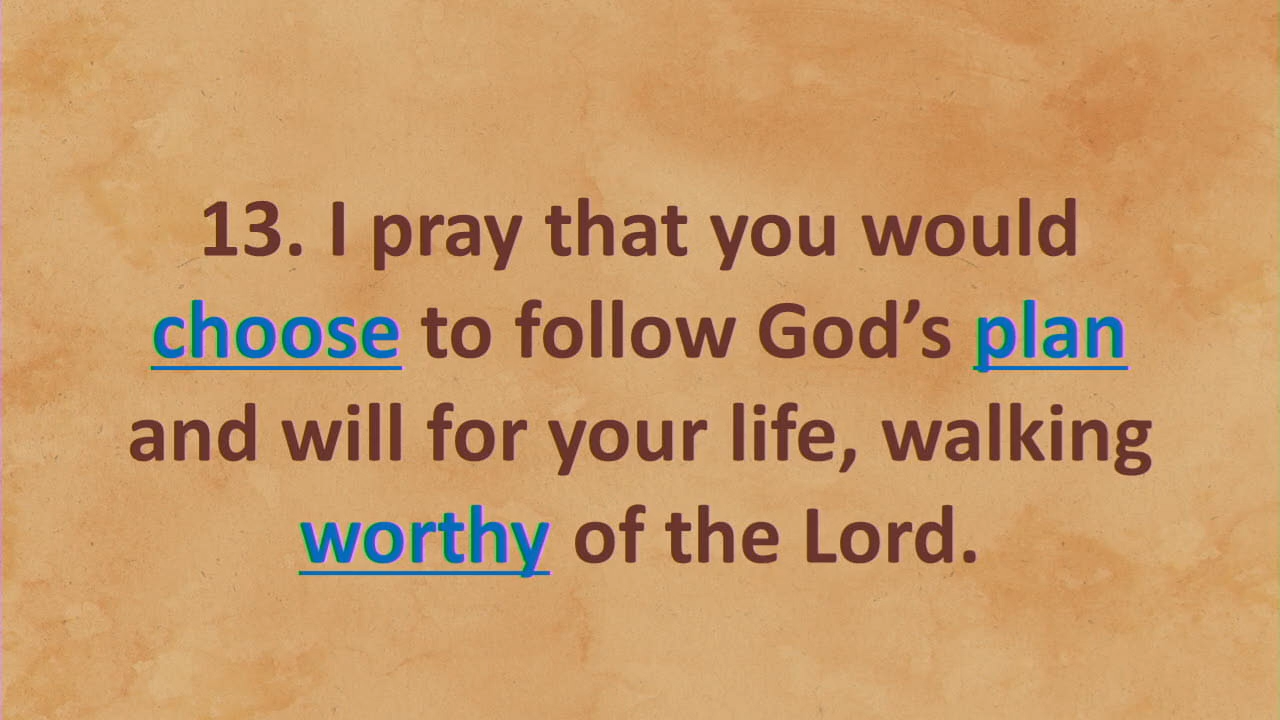 13. I pray that you would
choose to follow God’s plan
and will for your life, walking
worthy of the Lord.